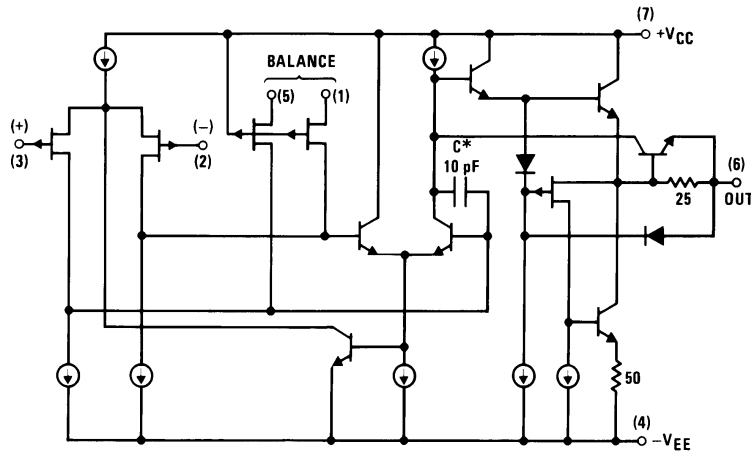 (7)
+VCC
BALANCE
(5) (1)
(+)
(3)
(−)
(2)
C*
10 pF
(6)
OUT
25
50
(4)
−VEE